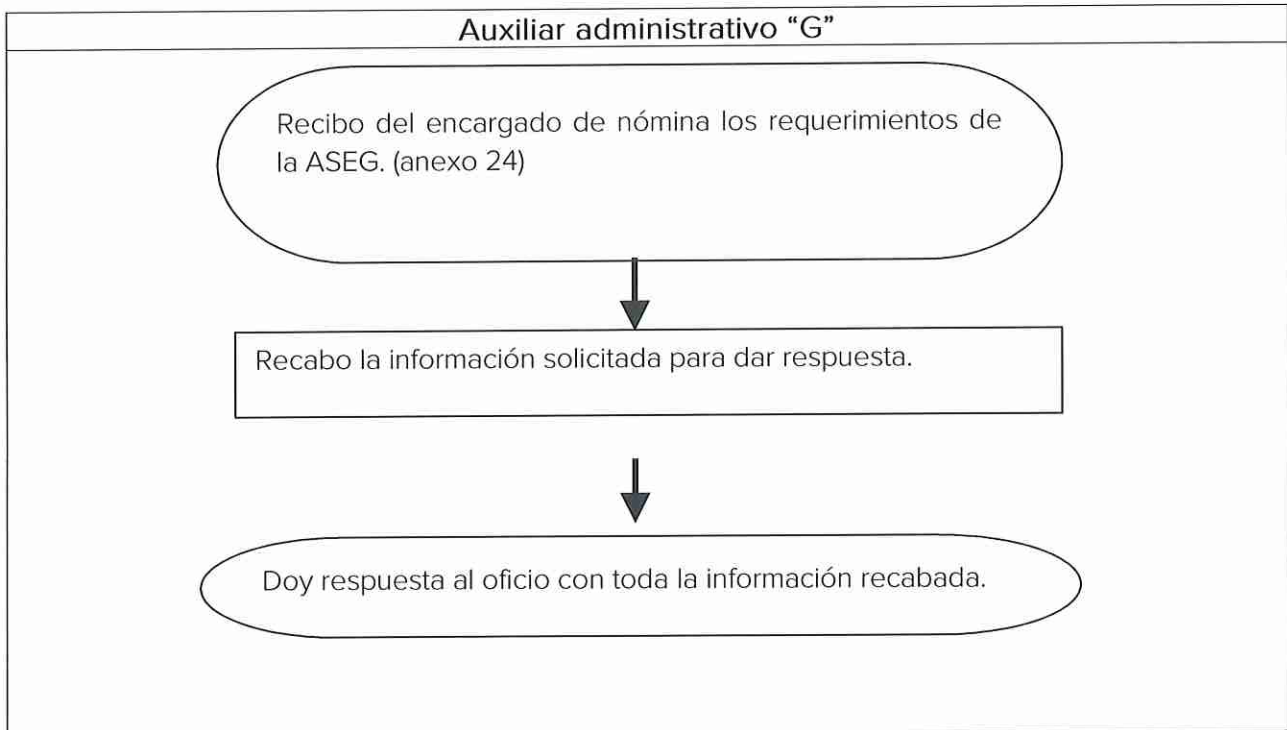 Auxiliar administrativo “G”
Recibo del encargado de nómina los requerimientos de
la ASEG. (anexo 24)
Recabo la información solicitada para dar respuesta.
Doy respuesta al oficio con toda la información recabada.